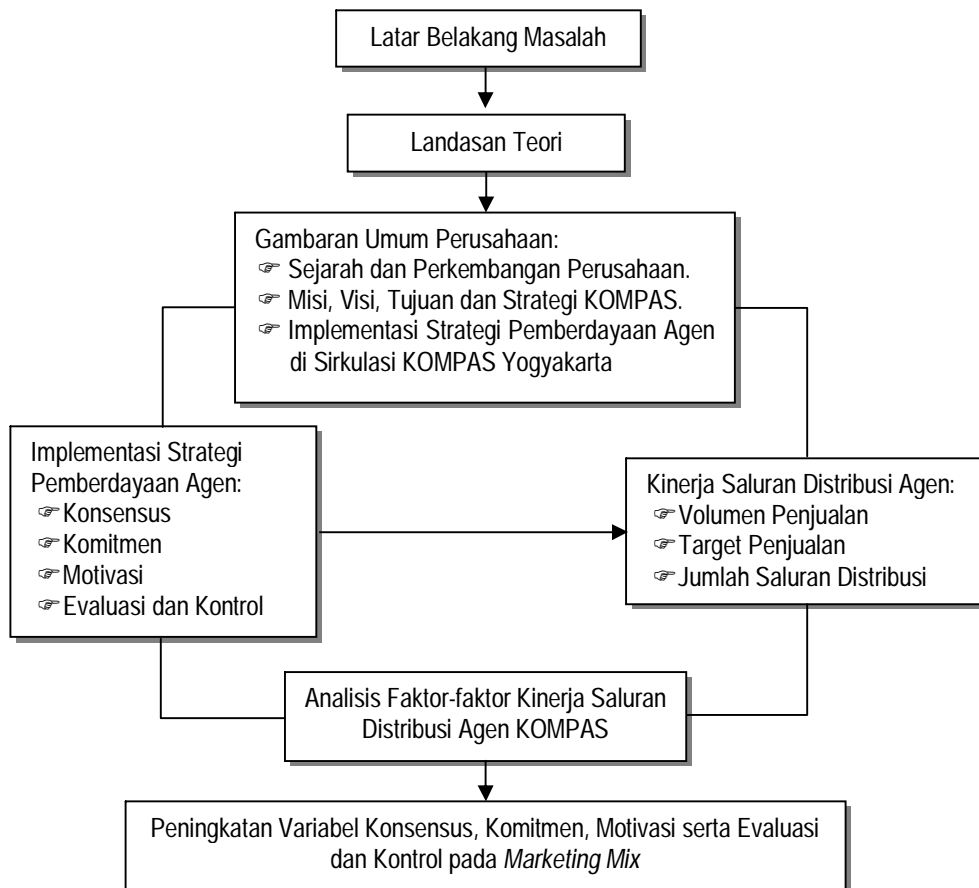 Latar Belakang Masalah
Landasan Teori
Gambaran Umum Perusahaan:
☞ Sejarah dan Perkembangan Perusahaan.
☞ Misi, Visi, Tujuan dan Strategi KOMPAS.
☞ Implementasi Strategi Pemberdayaan Agen
di Sirkulasi KOMPAS Yogyakarta
Implementasi Strategi
Pemberdayaan Agen:
☞ Konsensus
☞ Komitmen
☞ Motivasi
☞ Evaluasi dan Kontrol
Kinerja Saluran Distribusi Agen:
☞ Volumen Penjualan
☞ Target Penjualan
☞ Jumlah Saluran Distribusi
Analisis Faktor-faktor Kinerja Saluran
Distribusi Agen KOMPAS
Peningkatan Variabel Konsensus, Komitmen, Motivasi serta Evaluasi
dan Kontrol pada Marketing Mix